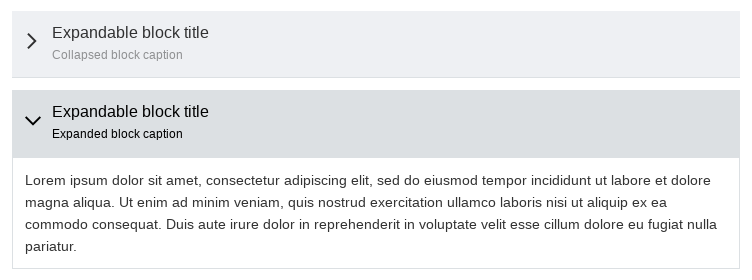 Expandable block title
Collapsed block caption
Expandable block title
Expanded block caption
Lorem ipsum dolor sit amet, consectetur adipiscing elit, sed do eiusmod tempor incididunt ut labore et dolore
magna aliqua. Ut enim ad minim veniam, quis nostrud exercitation ullamco laboris nisi ut aliquip ex ea
commodo consequat. Duis aute irure dolor in reprehenderit in voluptate velit esse cillum dolore eu fugiat nulla
pariatur.